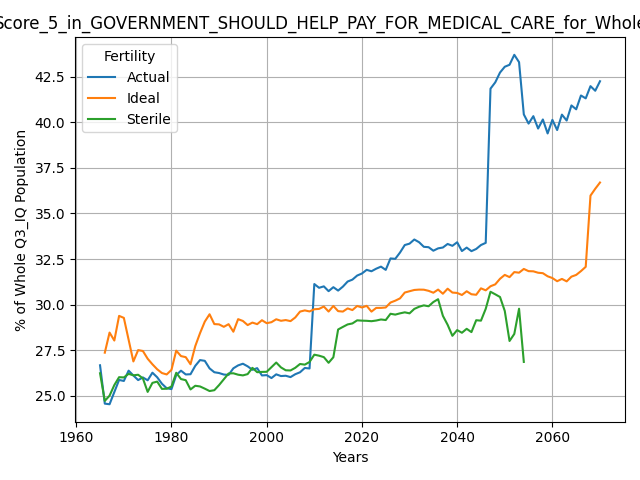 Score_5_in_GOVERNMENT_SHOULD_HELP_PAY_FOR_MEDICAL_CARE_for_Whole
Fertility
Actual
Ideal
Sterile
% of Whole Q3_IQ Population
42.5
40.0
37.5
35.0
32.5
30.0
27.5
25.0
1960 1980 2000 2020 2040 2060
Years